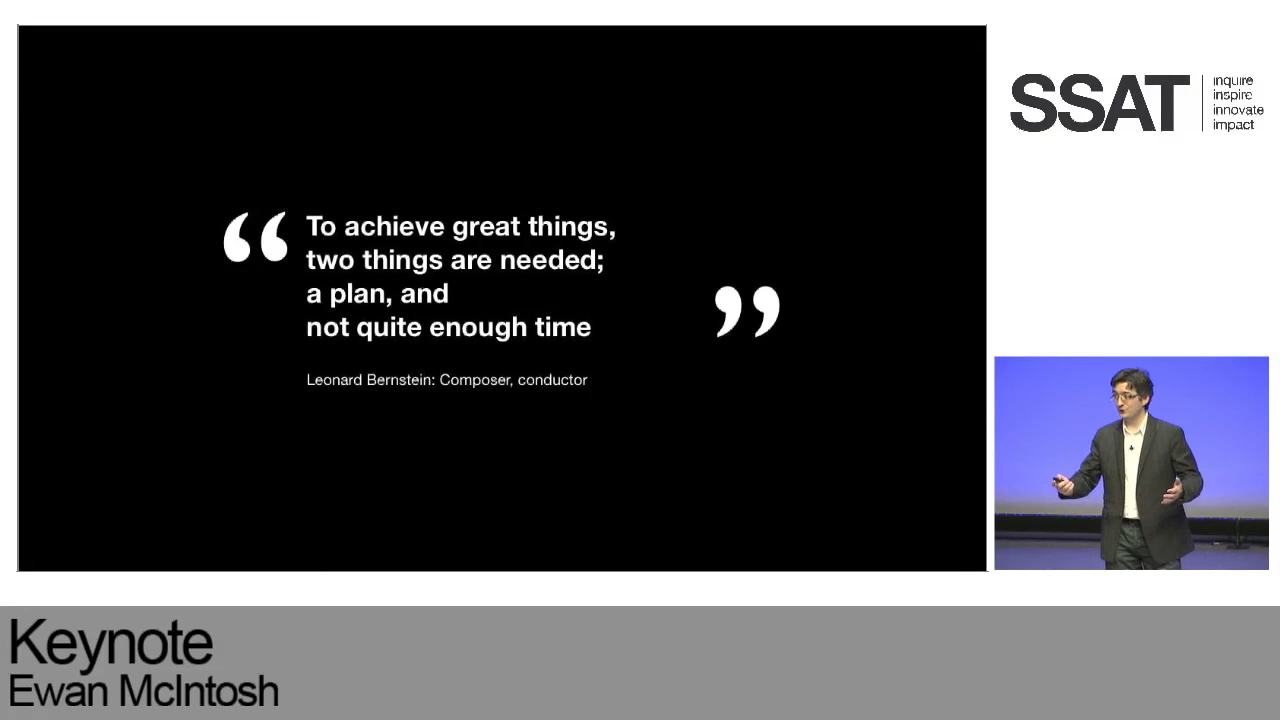 “ To achieve great things,
two things are needed;
a plan, and
not quite enough time ”
Leonard Bernstein: Composer, conductor
SSAT
inquire
inspire
innovate
impact
Keynote
Ewan McIntosh